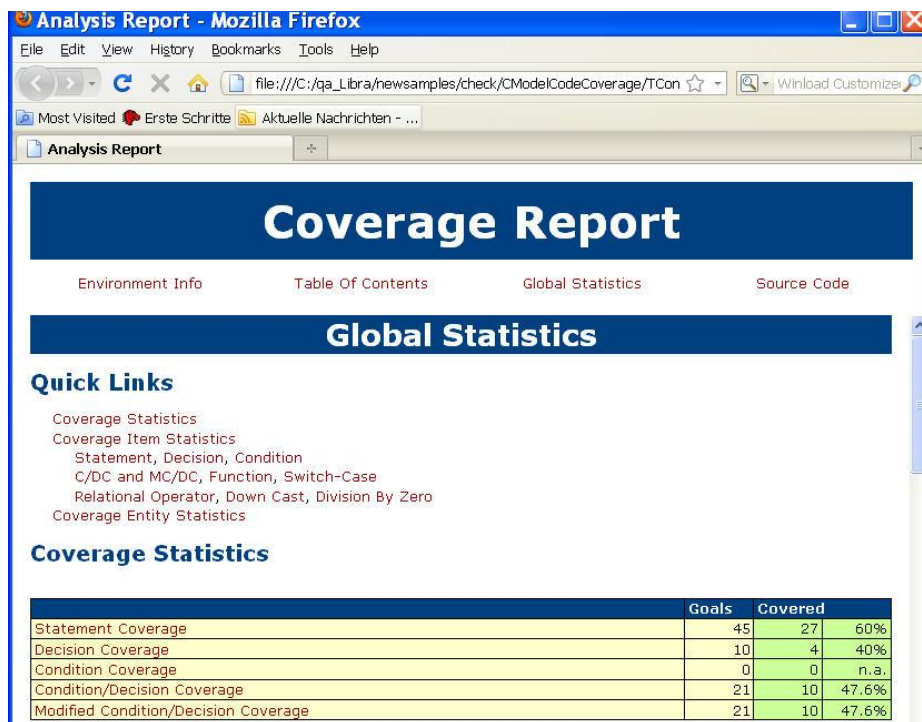 Analysis Report - Mozilla Firefox
File Edit View History Bookmarks Tools Help
file:///C:/qa_Libra/newsamples/check/CModelCodeCoverage/TCon Winload Customize
Most Visited Erste Schritte Aktuelle Nachrichten - ...
Analysis Report
Coverage Report
Environment Info Table Of Contents Global Statistics Source Code
Global Statistics
Quick Links
Coverage Statistics
Coverage Item Statistics
Statement, Decision, Condition
C/DC and MC/DC, Function, Switch-Case
Relational Operator, Down Cast, Division By Zero
Coverage Entity Statistics
Coverage Statistics
Goals Covered
Statement Coverage 45 27 60%
Decision Coverage 10 4 40%
Condition Coverage 0 0 n.a.
Condition/Decision Coverage 21 10 47.6%
Modified Condition/Decision Coverage 21 10 47.6%